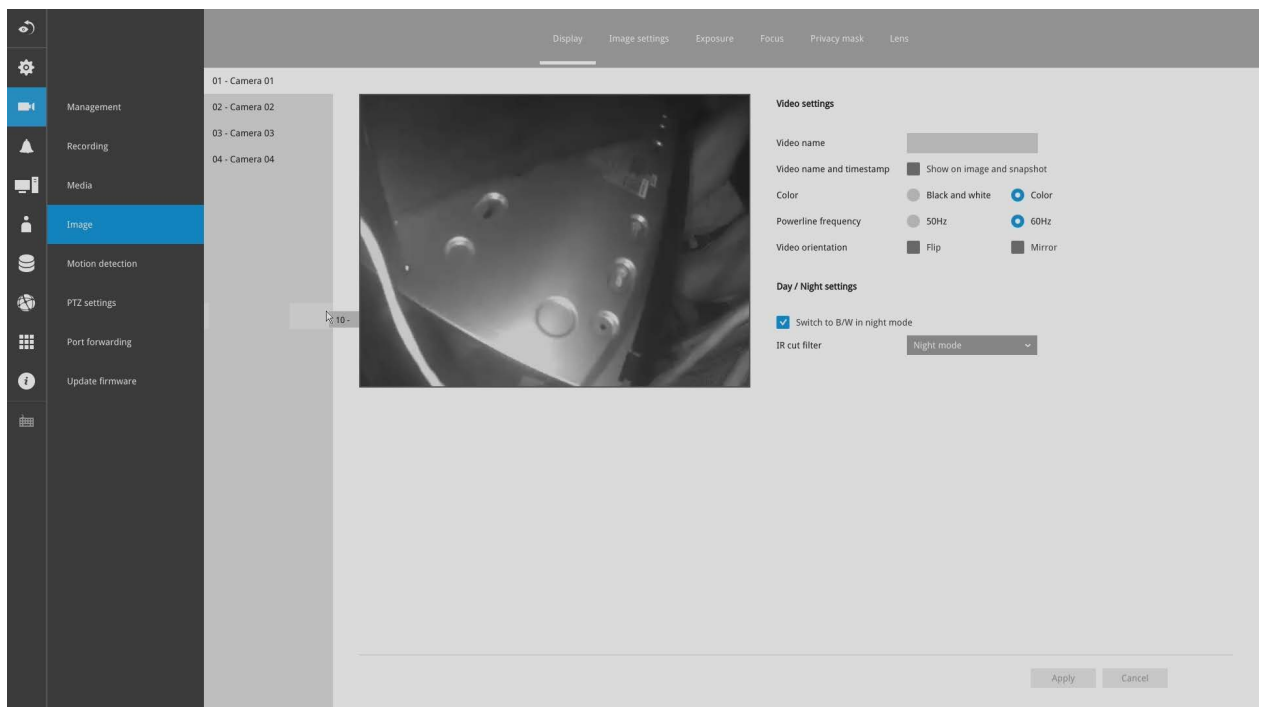 Display Image settings Exposure Focus Privacy mask Lens
Management
Recording
Media
Image
Motion detection
PTZ settings
Port forwarding
Update firmware
01 - Camera 01
02 - Camera 02
03 - Camera 03
04 - Camera 04
10 -
Video settings
Video name
Video name and timestamp Show on image and snapshot
Color Black and white Color
Powerline frequency 50Hz 60Hz
Video orientation Flip Mirror
Day / Night settings
Switch to B/W in night mode
IR cut filter Night mode
Apply Cancel